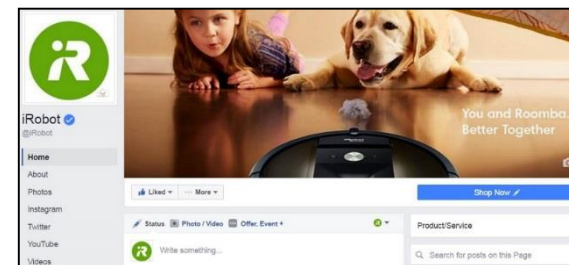 iR
You and Roomba.
Better Together
iRobot
@iRobot
Home
About
Photos
Instagram
Twitter
YouTube
Videos
Liked
More
Shop Now
Status
Photo / Video
Offer, Event +
Write something...
Product/Service
Search for posts on this Page